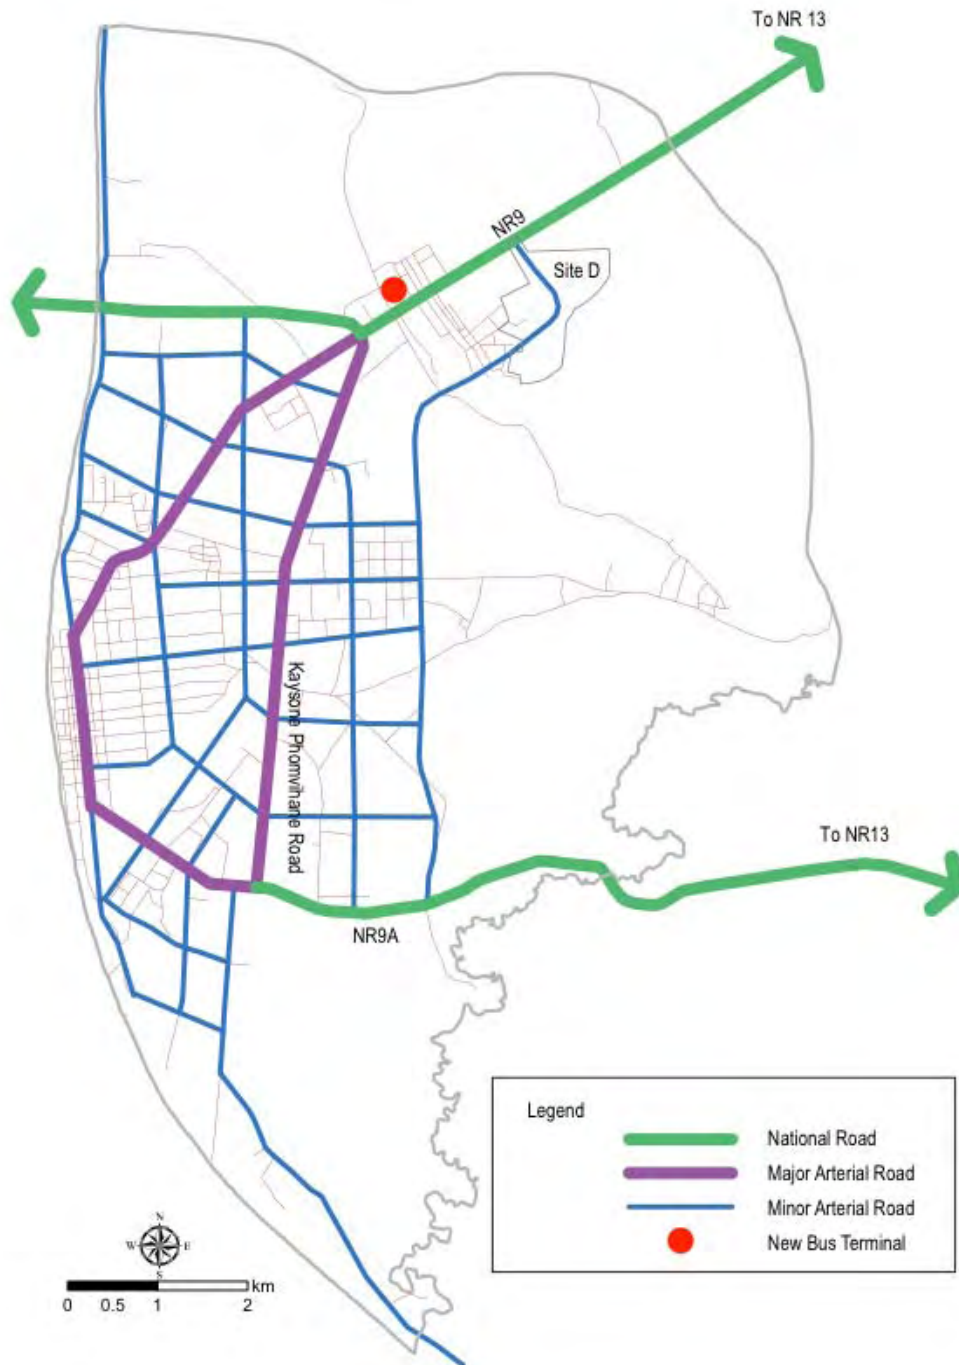 To NR 13
NR9
Site D
Kaysone Phomvihane Road
To NR13
NR9A
Legend
National Road
Major Arterial Road
Minor Arterial Road
New Bus Terminal
N
W
E
S
km
0 0.5 1 2